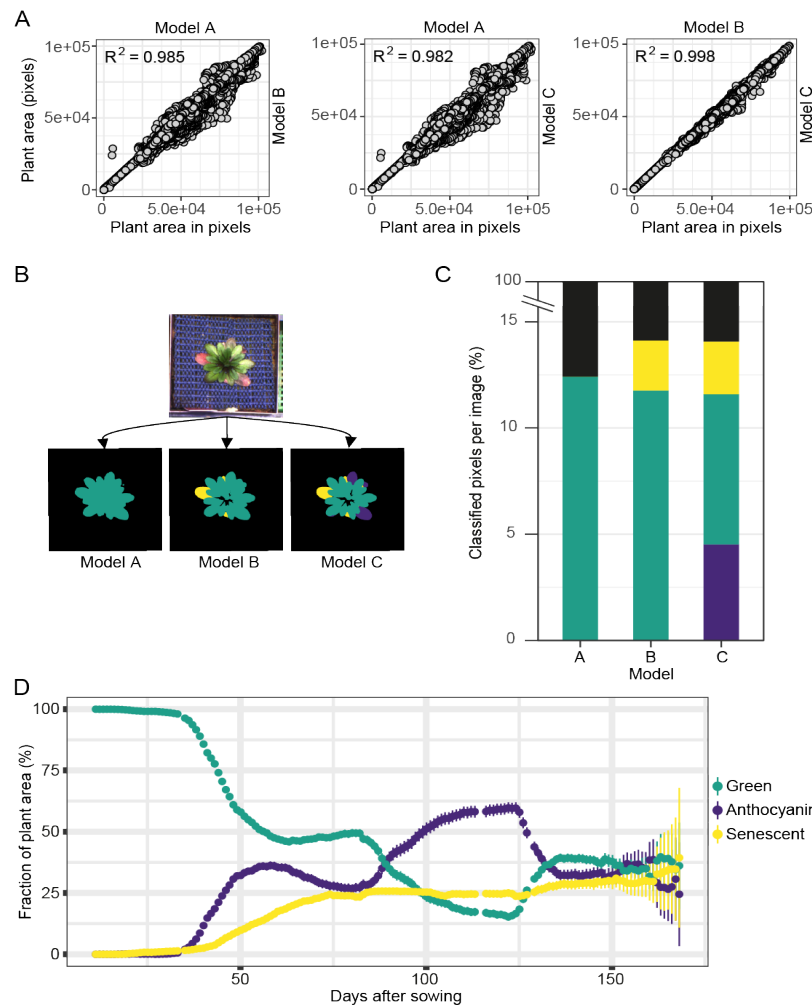 A
Model A
1e+05
R² = 0.985
5e+04
0
0
5.0e+04
1e+05
Plant area (pixels)
Plant area in pixels
Model B
Model A
1e+05
R² = 0.982
5e+04
0
0
5.0e+04
1e+05
Plant area in pixels
Model C
Model B
1e+05
R² = 0.998
5e+04
0
0
5.0e+04
1e+05
Plant area in pixels
Model C
B
Model A
Model B
Model C
C
100
15
10
5
0
Classified pixels per image (%)
A
B
C
Model
D
100
75
50
25
0
Fraction of plant area (%)
50
100
150
Days after sowing
Green
Anthocyanin
Senescent